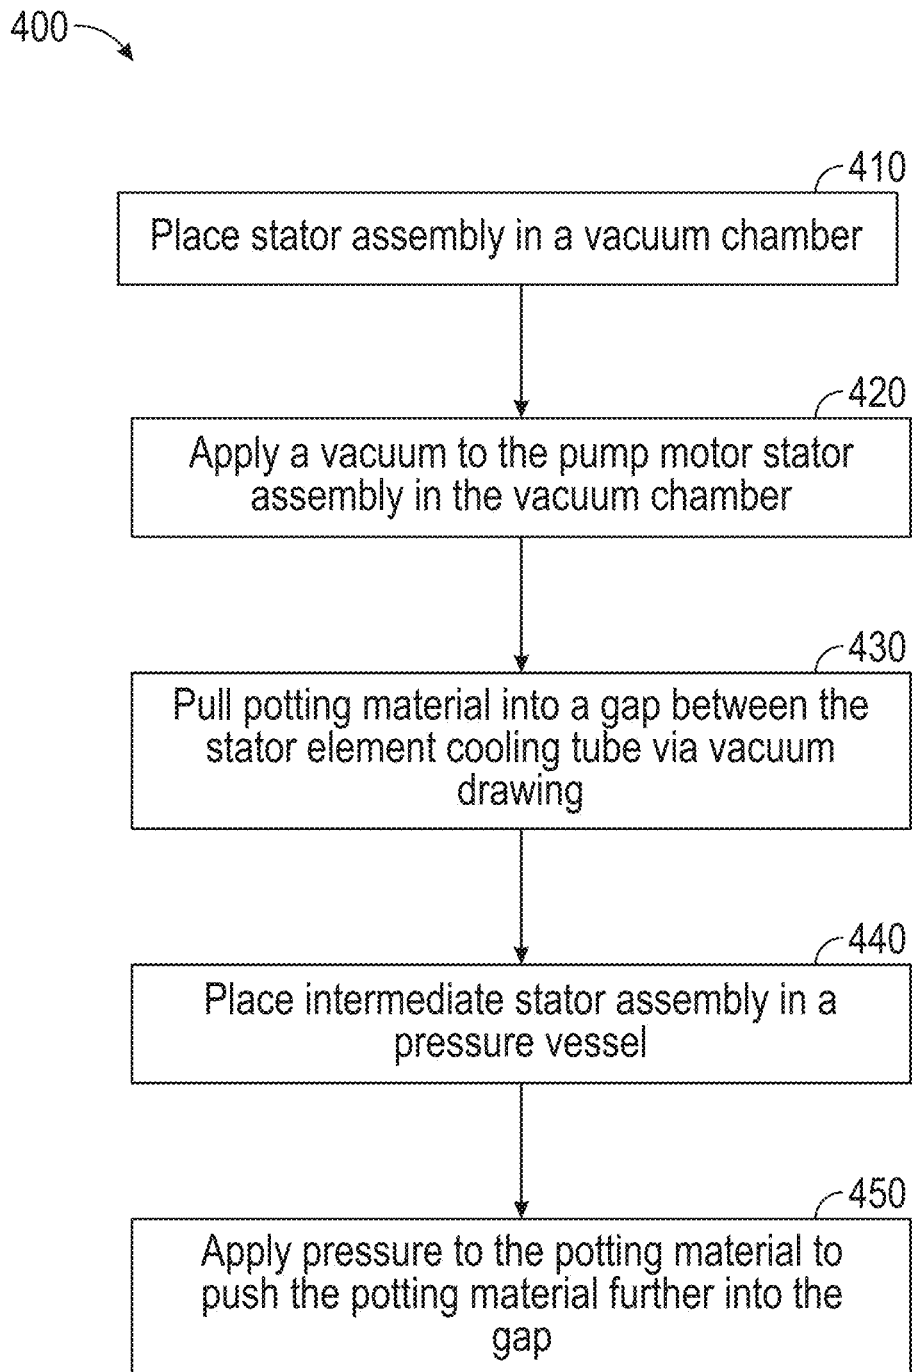 400
410
Place stator assembly in a vacuum chamber
420
Apply a vacuum to the pump motor stator
assembly in the vacuum chamber
430
Pull potting material into a gap between the
stator element cooling tube via vacuum
drawing
440
Place intermediate stator assembly in a
pressure vessel
450
Apply pressure to the potting material to
push the potting material further into the
gap